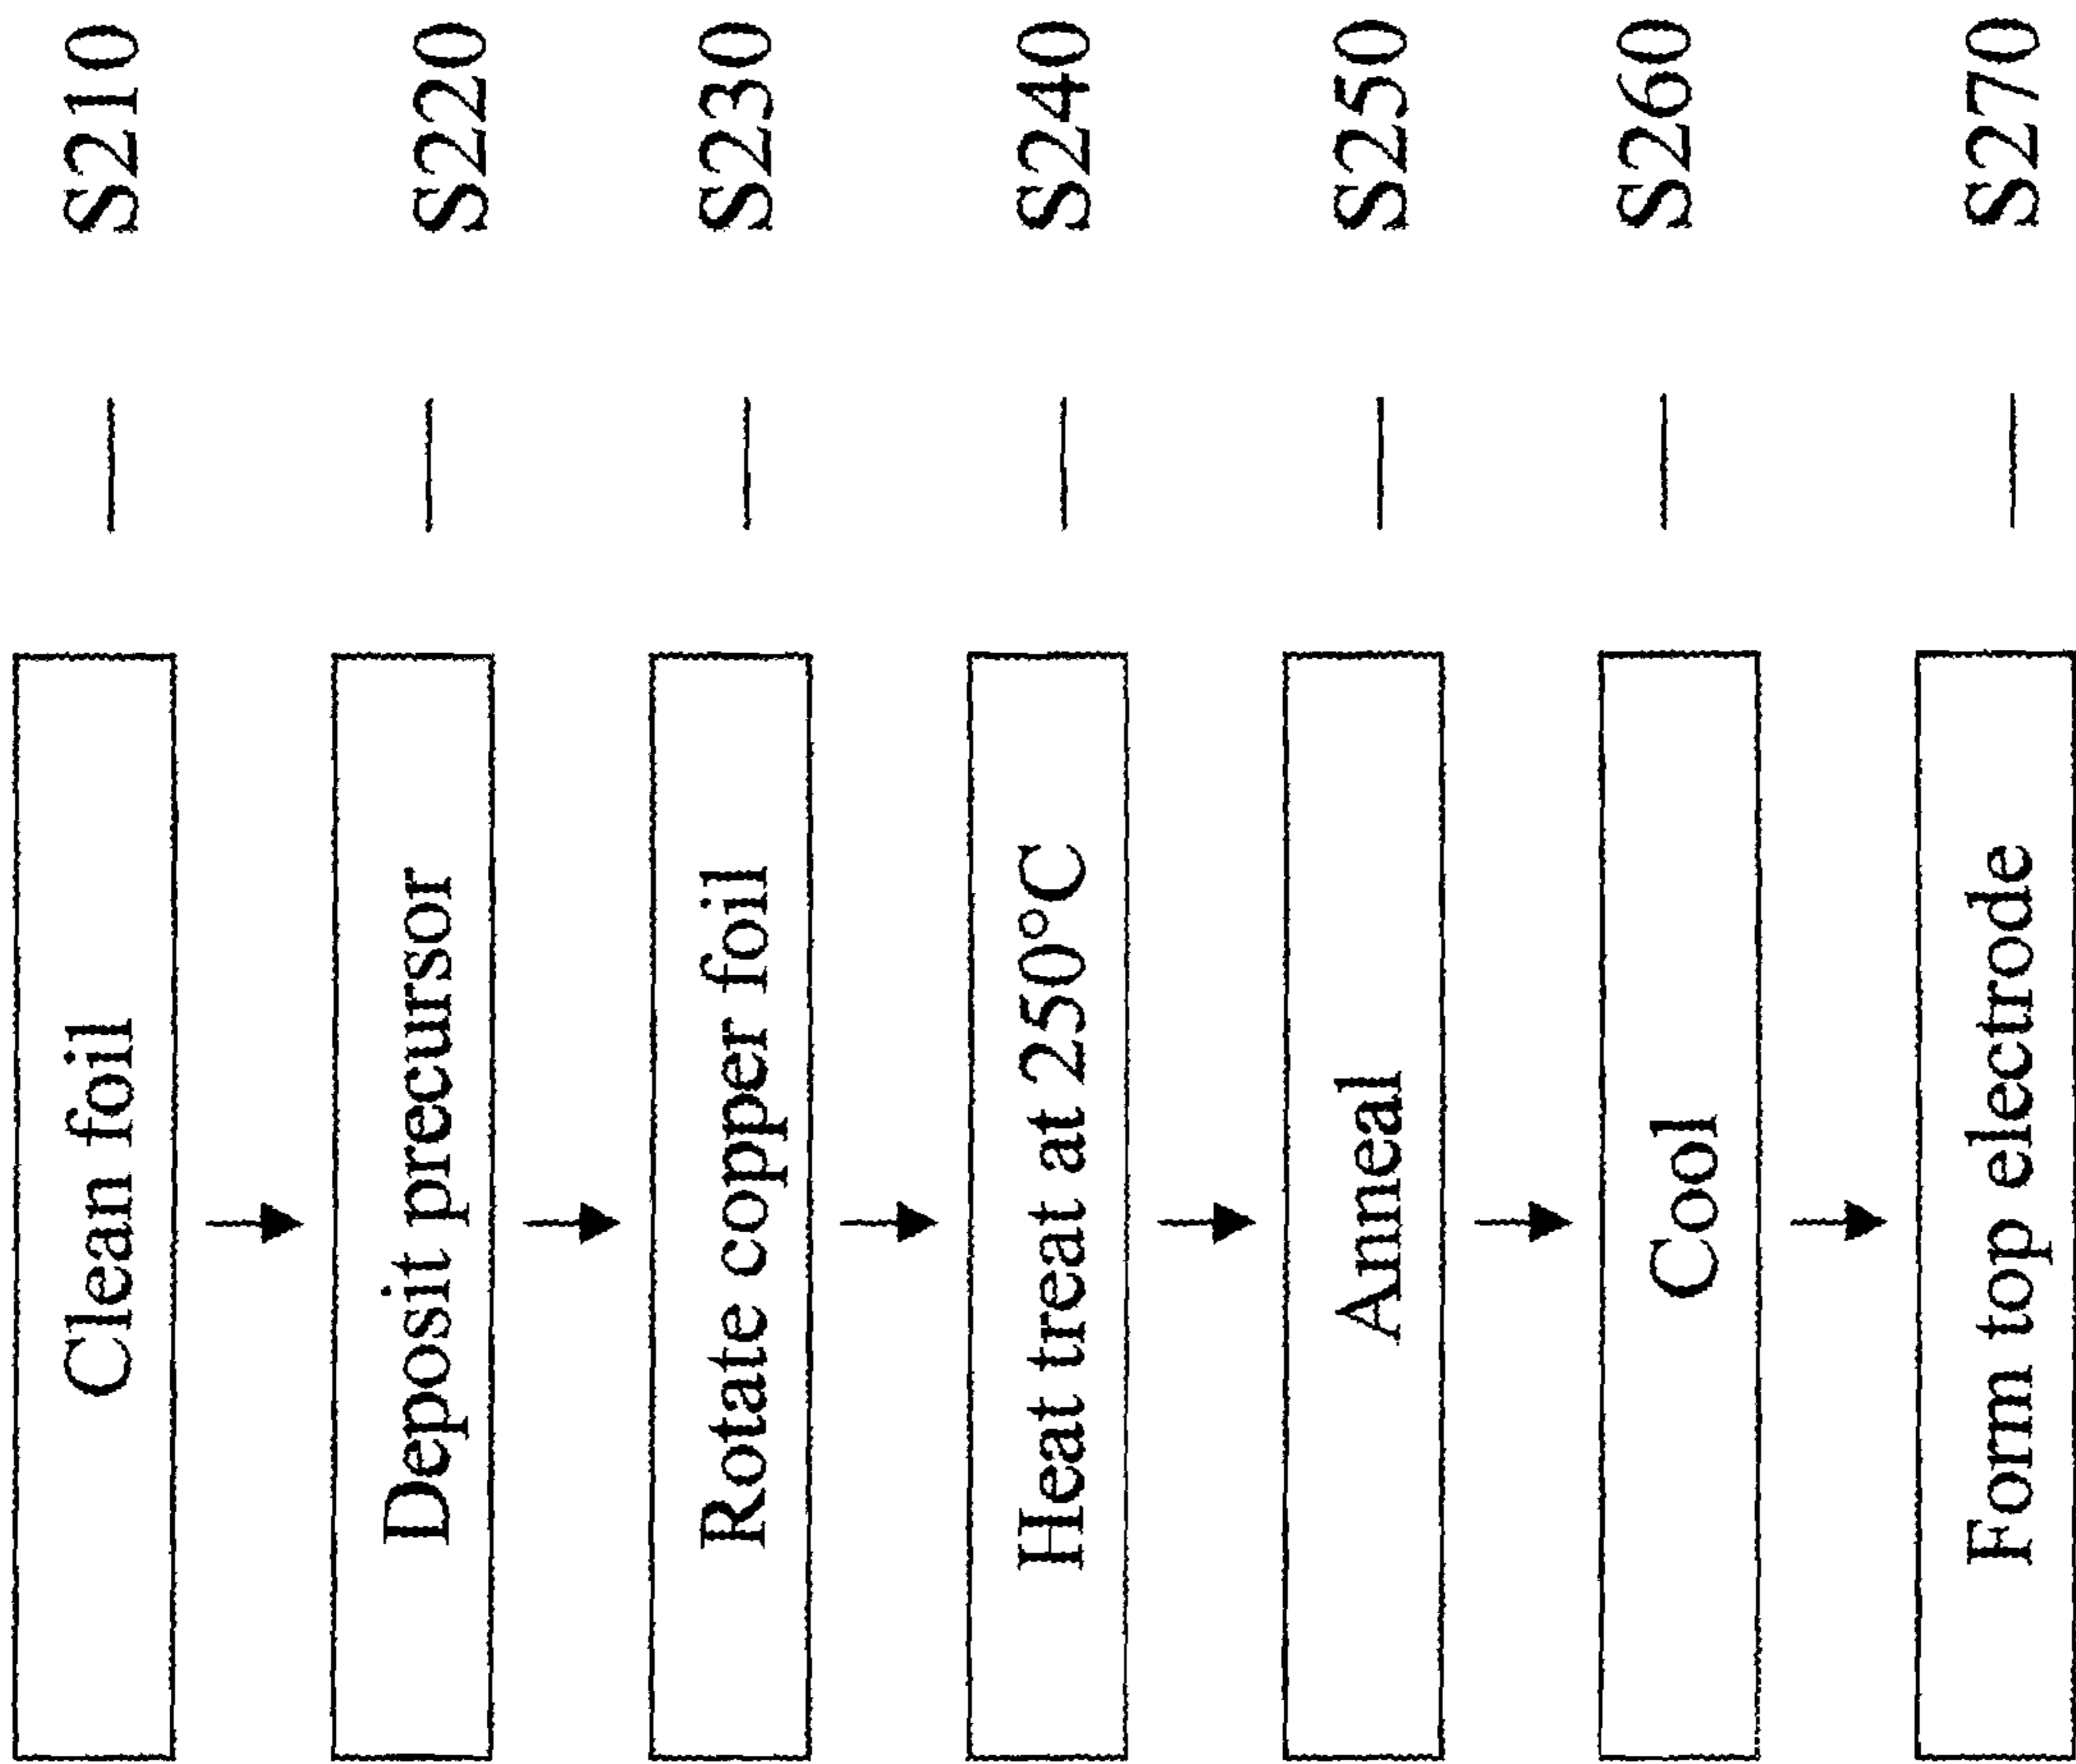 Clean foil S210
Deposit precursor S220
Rotate copper foil S230
Heat treat at 250°C S240
Anneal S250
Cool S260
Form top electrode S270